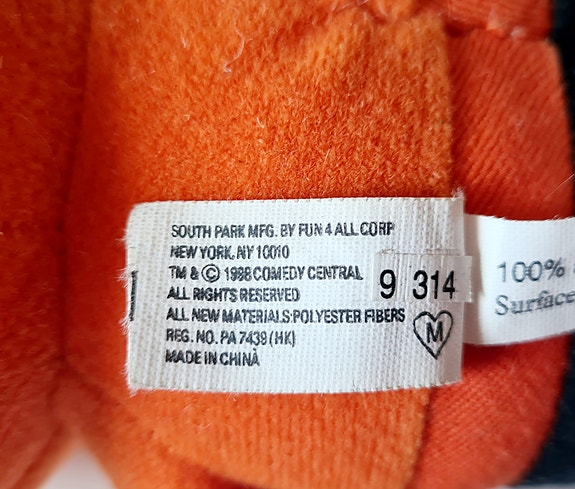 SOUTH PARK MFG. BY FUN 4 ALL CORP
NEW YORK, NY 10010
TM & © 1998 COMEDY CENTRAL
ALL RIGHTS RESERVED
ALL NEW MATERIALS:POLYESTER FIBERS
REG. NO. PA 7439 (HK)
MADE IN CHINA
9 314
M
100%
Surface